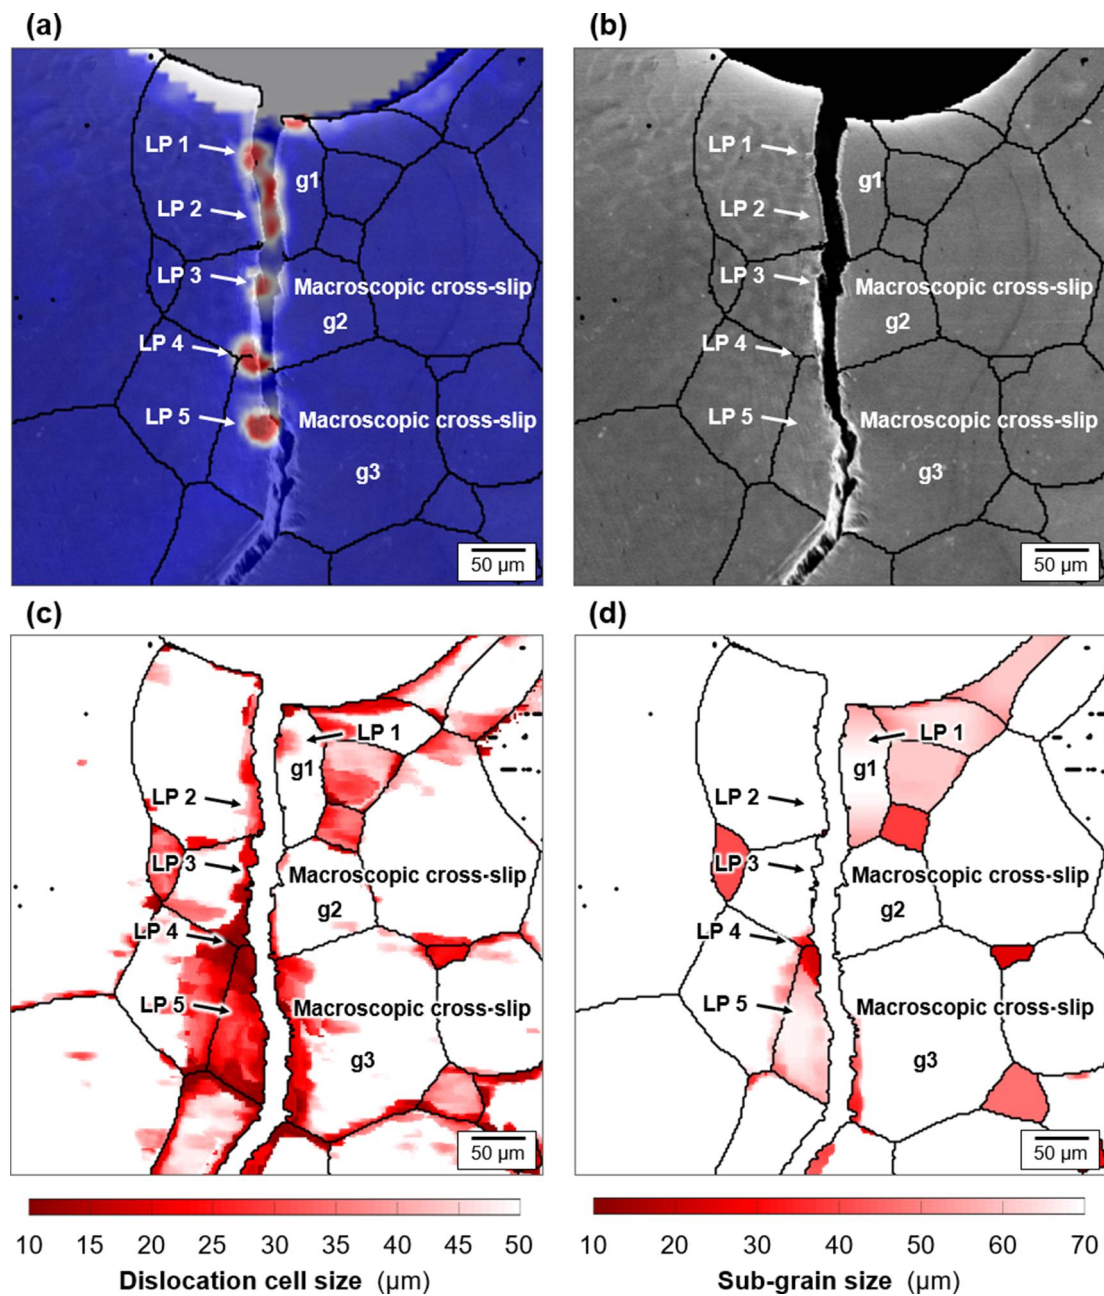 (a)
LP 1
g1
LP 2
LP 3
Macroscopic cross-slip
g2
LP 4
LP 5
Macroscopic cross-slip
g3
50 µm
(b)
LP 1
g1
LP 2
LP 3
Macroscopic cross-slip
g2
LP 4
LP 5
Macroscopic cross-slip
g3
50 µm
(c)
LP 1
g1
LP 2
LP 3
Macroscopic cross-slip
g2
LP 4
LP 5
Macroscopic cross-slip
g3
50 µm
10 15 20 25 30 35 40 45 50
Dislocation cell size (µm)
(d)
LP 1
g1
LP 2
LP 3
Macroscopic cross-slip
g2
LP 4
LP 5
Macroscopic cross-slip
g3
50 µm
10 20 30 40 50 60 70
Sub-grain size (µm)